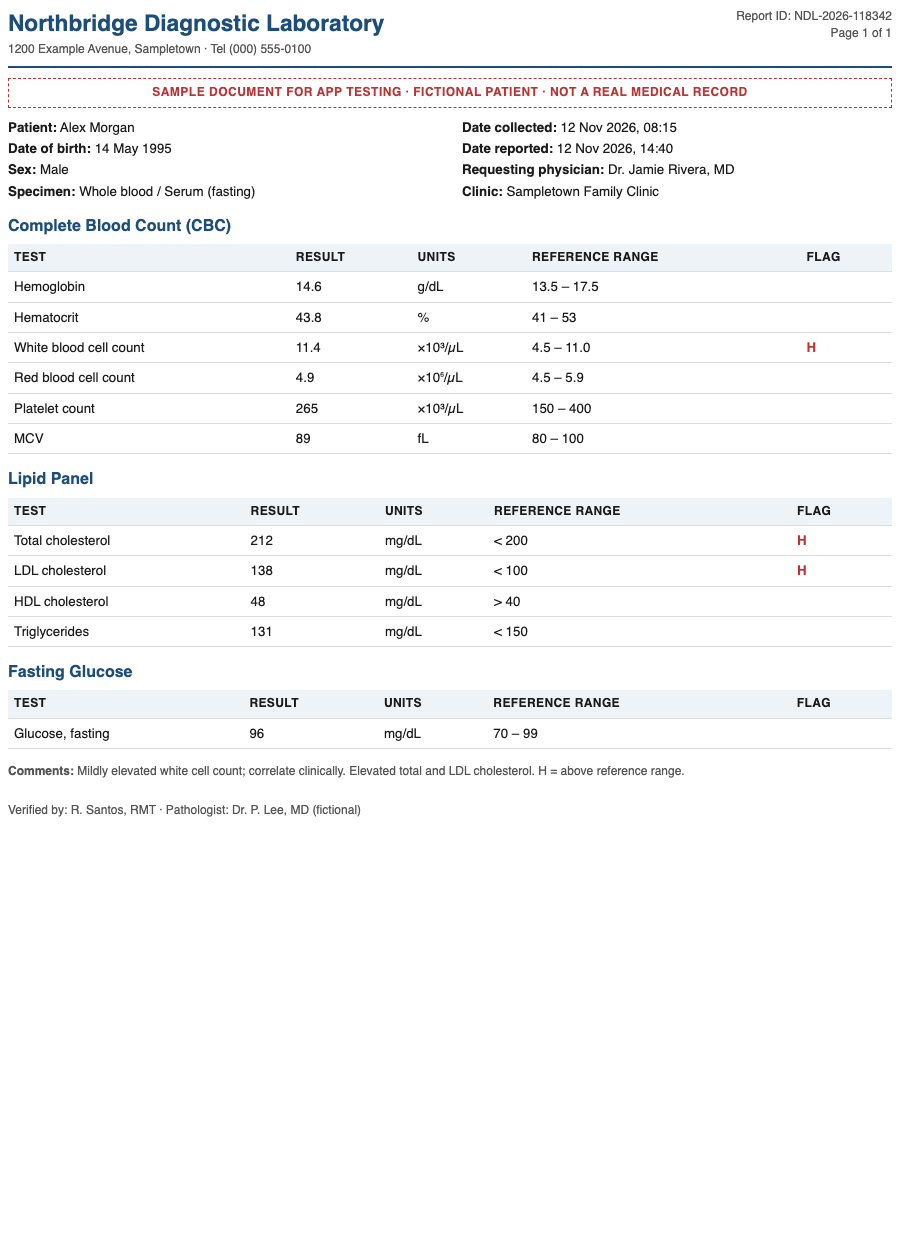 Northbridge Diagnostic Laboratory
1200 Example Avenue, Sampletown · Tel (000) 555-0100
Report ID: NDL-2026-118342
Page 1 of 1
SAMPLE DOCUMENT FOR APP TESTING · FICTIONAL PATIENT · NOT A REAL MEDICAL RECORD
Patient: Alex Morgan
Date of birth: 14 May 1995
Sex: Male
Specimen: Whole blood / Serum (fasting)
Date collected: 12 Nov 2026, 08:15
Date reported: 12 Nov 2026, 14:40
Requesting physician: Dr. Jamie Rivera, MD
Clinic: Sampletown Family Clinic
Complete Blood Count (CBC)
TEST RESULT UNITS REFERENCE RANGE FLAG
Hemoglobin 14.6 g/dL 13.5 – 17.5
Hematocrit 43.8 % 41 – 53
White blood cell count 11.4 ×10³/µL 4.5 – 11.0 H
Red blood cell count 4.9 ×10⁶/µL 4.5 – 5.9
Platelet count 265 ×10³/µL 150 – 400
MCV 89 fL 80 – 100
Lipid Panel
TEST RESULT UNITS REFERENCE RANGE FLAG
Total cholesterol 212 mg/dL < 200 H
LDL cholesterol 138 mg/dL < 100 H
HDL cholesterol 48 mg/dL > 40
Triglycerides 131 mg/dL < 150
Fasting Glucose
TEST RESULT UNITS REFERENCE RANGE FLAG
Glucose, fasting 96 mg/dL 70 – 99
Comments: Mildly elevated white cell count; correlate clinically. Elevated total and LDL cholesterol. H = above reference range.
Verified by: R. Santos, RMT · Pathologist: Dr. P. Lee, MD (fictional)